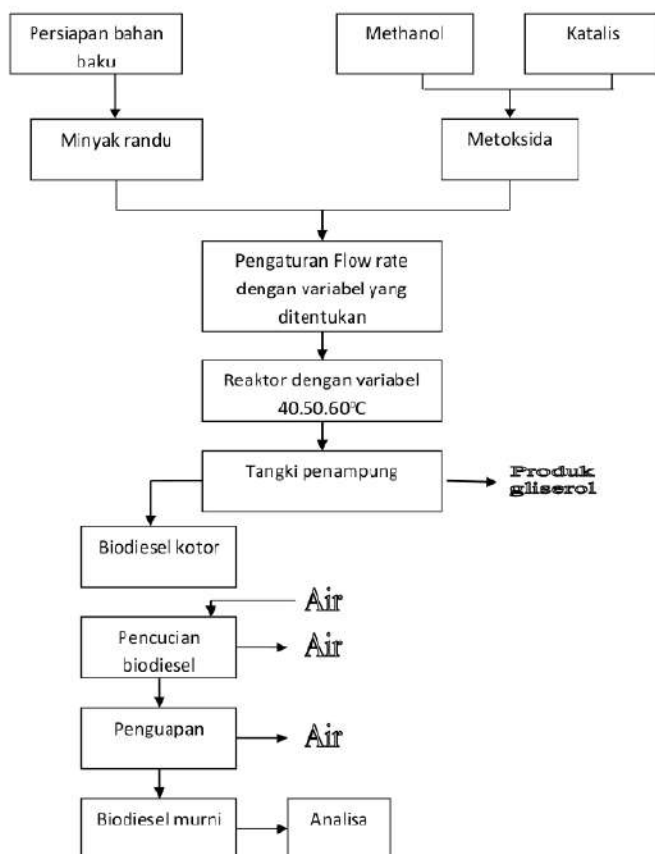 Persiapan bahan
baku
Methanol
Katalis
Minyak randu
Metoksida
Pengaturan Flow rate
dengan variabel yang
ditentukan
Reaktor dengan variabel
40.50.60°C
Tangki penampung
Produk
gliserol
Biodiesel kotor
Air
Pencucian
biodiesel
Air
Penguapan
Air
Biodiesel murni
Analisa